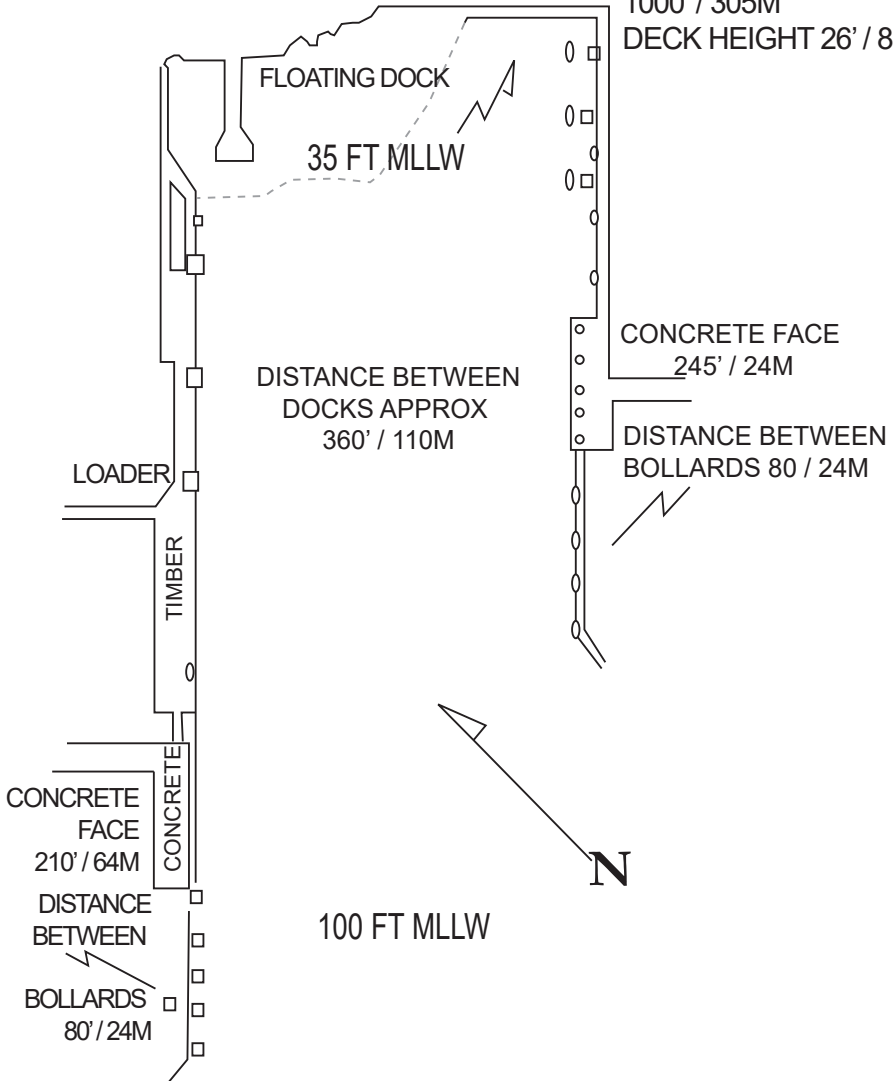 1000' / 305M
DECK HEIGHT 26' / 8
FLOATING DOCK
35 FT MLLW
CONCRETE FACE
245' / 24M
DISTANCE BETWEEN
DOCKS APPROX
360' / 110M
DISTANCE BETWEEN
BOLLARDS 80 / 24M
LOADER
TIMBER
CONCRETE
CONCRETE
FACE
210' / 64M
N
DISTANCE
BETWEEN
BOLLARDS
80' / 24M
100 FT MLLW